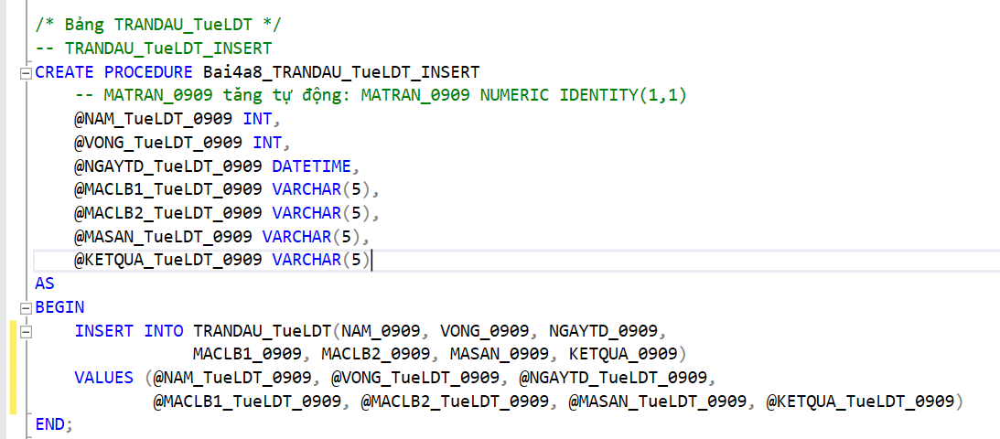 /* Bảng TRANDAU_TueLDT */
-- TRANDAU_TueLDT_INSERT
CREATE PROCEDURE Bai4a8_TRANDAU_TueLDT_INSERT
    -- MATRAN_0909 tăng tự động: MATRAN_0909 NUMERIC IDENTITY(1,1)
    @NAM_TueLDT_0909 INT,
    @VONG_TueLDT_0909 INT,
    @NGAYTD_TueLDT_0909 DATETIME,
    @MACLB1_TueLDT_0909 VARCHAR(5),
    @MACLB2_TueLDT_0909 VARCHAR(5),
    @MASAN_TueLDT_0909 VARCHAR(5),
    @KETQUA_TueLDT_0909 VARCHAR(5)
AS
BEGIN
    INSERT INTO TRANDAU_TueLDT(NAM_0909, VONG_0909, NGAYTD_0909,
                MACLB1_0909, MACLB2_0909, MASAN_0909, KETQUA_0909)
    VALUES (@NAM_TueLDT_0909, @VONG_TueLDT_0909, @NGAYTD_TueLDT_0909,
            @MACLB1_TueLDT_0909, @MACLB2_TueLDT_0909, @MASAN_TueLDT_0909, @KETQUA_TueLDT_0909)
END;